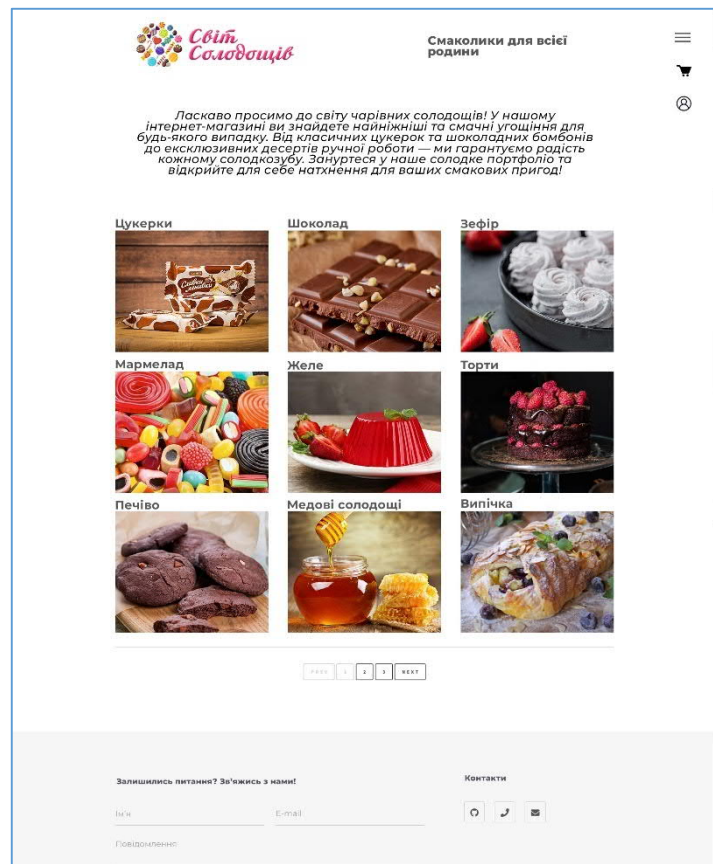 Світ
Солодощів
Смаколики для всієї
родини
Ласкаво просимо до світу чарівних солодощів! У нашому
інтернет-магазині ви знайдете найніжніші та смачні угощіння для
будь-якого випадку. Від класичних цукерок та шоколадних бомбонів
до ексклюзивних десертів ручної роботи — ми гарантуємо радість
кожному солодкозубу. Зануртеся у наше солодке портфоліо та
відкрийте для себе натхнення для ваших смакових пригод!
Цукерки
Шоколад
Зефір
Мармелад
Желе
Торти
Печіво
Медові солодощі
Випічка
PREV 1 2 3 NEXT
Залишились питання? Зв'яжись з нами!
Контакти
Ім'я
E-mail
Повідомлення